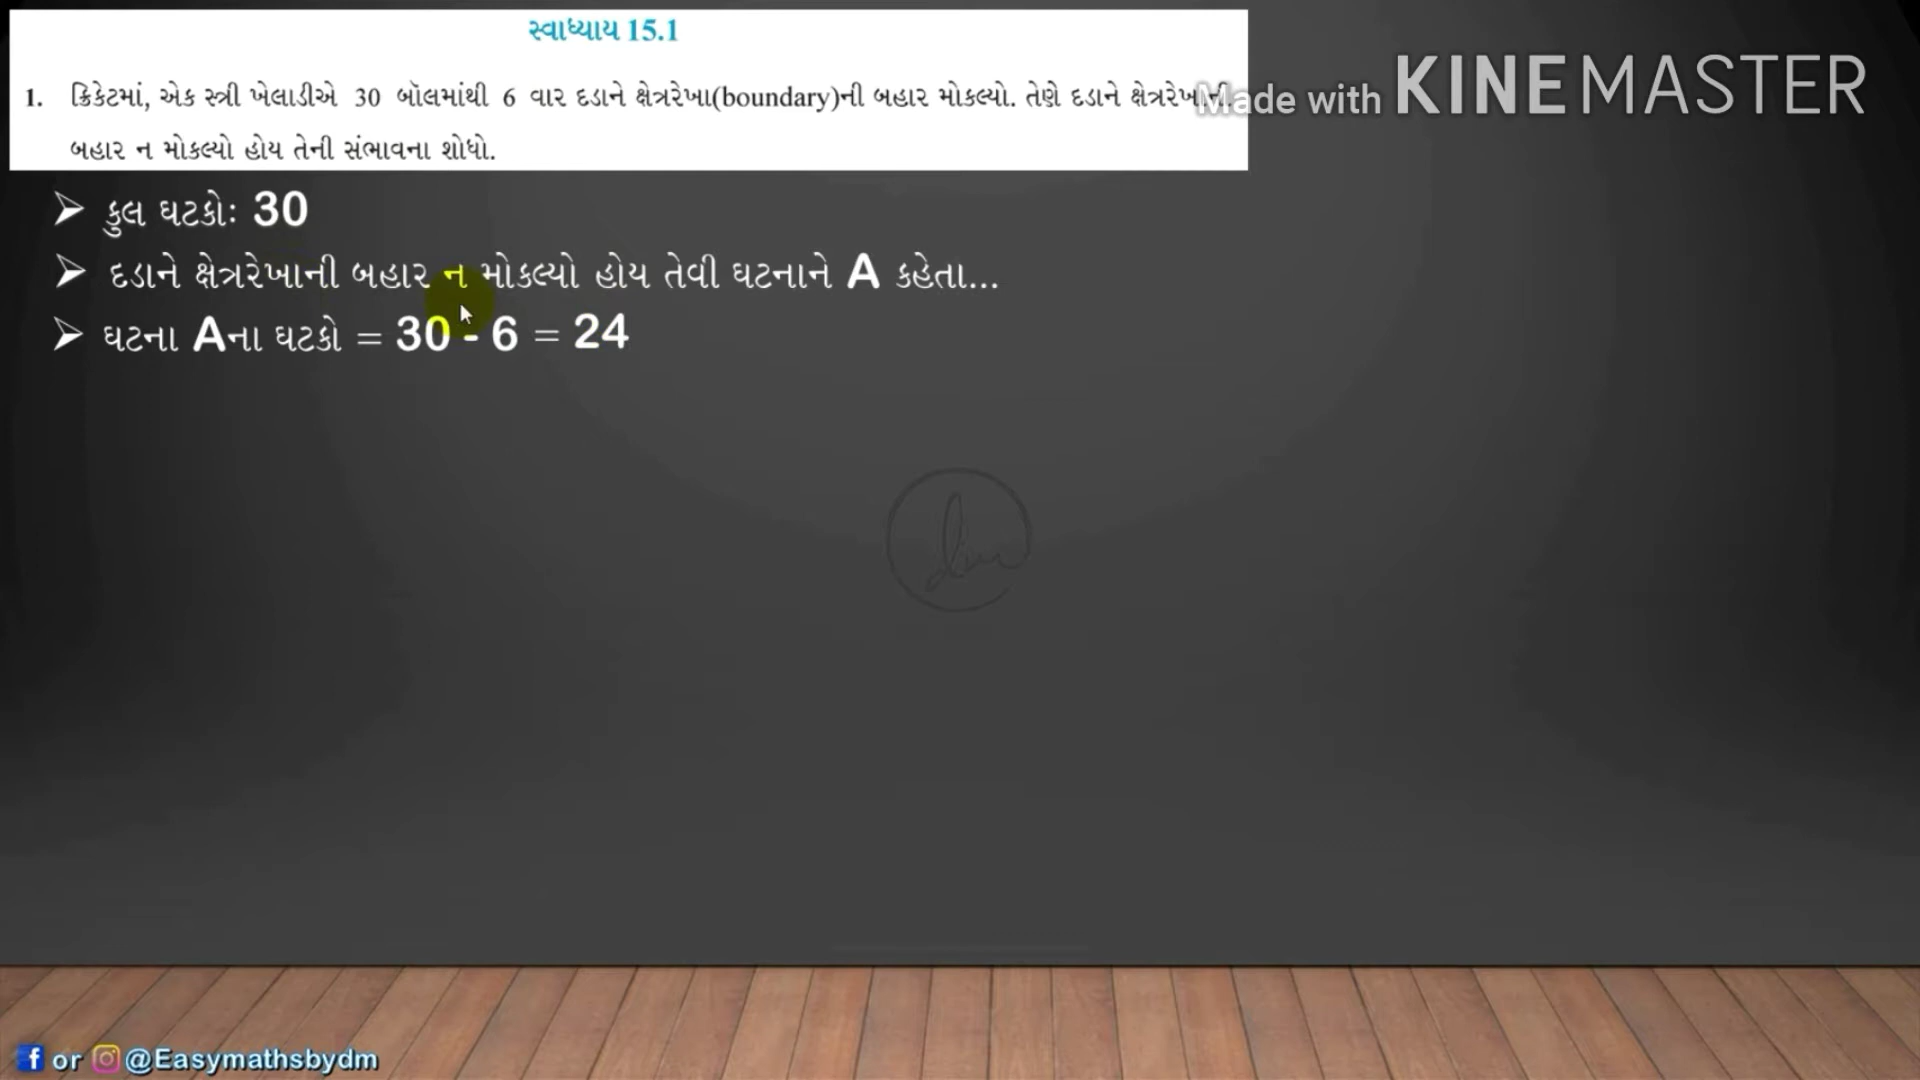 સ્વાધ્યાય 15.1
1. ક્રિકેટમાં, એક સ્ત્રી ખેલાડીએ 30 બૉલમાંથી 6 વાર દડાને ક્ષેત્રરેખા(boundary)ની બહાર મોકલ્યો. તેણે દડાને ક્ષેત્રરેખાની
Made with KINEMASTER
બહાર ન મોકલ્યો હોય તેની સંભાવના શોધો.
➢ કુલ ઘટકોઃ 30
➢ દડાને ક્ષેત્રરેખાની બહાર ન મોકલ્યો હોય તેવી ઘટનાને A કહેતા...
➢ ઘટના Aના ઘટકો = 30 - 6 = 24
dm
f or @Easymathsbydm